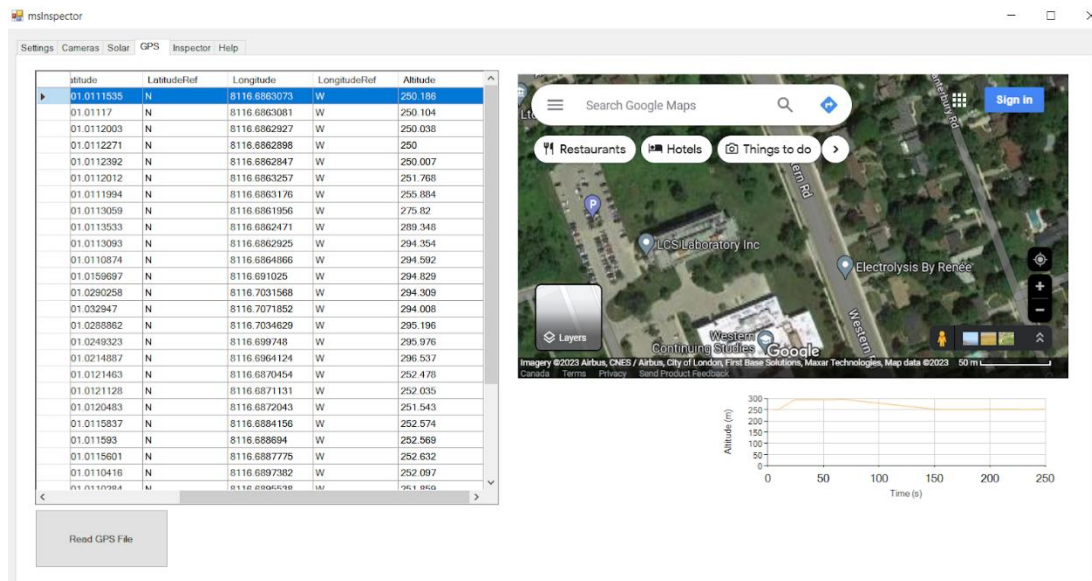 msInspector
Settings Cameras Solar GPS Inspector Help
atitude LatitudeRef Longitude LongitudeRef Altitude
01.0111535 N 8116.6863073 W 250.186
01.01117 N 8116.6863081 W 250.104
01.0112003 N 8116.6862927 W 250.038
01.0112271 N 8116.6862898 W 250
01.0112392 N 8116.6862847 W 250.007
01.0112012 N 8116.6863257 W 251.768
01.0111994 N 8116.6863176 W 255.884
01.0113059 N 8116.6861956 W 275.82
01.0113533 N 8116.6862471 W 289.348
01.0113093 N 8116.6862925 W 294.354
01.0110874 N 8116.6864866 W 294.592
01.0159697 N 8116.691025 W 294.829
01.0290258 N 8116.7031568 W 294.309
01.032947 N 8116.7071852 W 294.008
01.0288862 N 8116.7034629 W 295.196
01.0249323 N 8116.699748 W 295.976
01.0214887 N 8116.6964124 W 296.537
01.0121463 N 8116.6870454 W 252.478
01.0121128 N 8116.6871131 W 252.035
01.0120483 N 8116.6872043 W 251.543
01.0115837 N 8116.6884156 W 252.574
01.011593 N 8116.688694 W 252.569
01.0115601 N 8116.6887775 W 252.632
01.0110416 N 8116.6897382 W 252.097
01.0110284 N 8116.6895538 W 251.859
Read GPS File
Search Google Maps
Sign in
Restaurants Hotels Things to do
Western Rd
P
LCS Laboratory Inc
Electrolysis By Renée
Layers
Western
Continuing Studies
Google
Imagery ©2023 Airbus, CNES / Airbus, City of London, First Base Solutions, Maxar Technologies, Map data ©2023 50 m
Canada Terms Privacy Send Product Feedback
Altitude (m)
300
250
200
150
100
50
0
0 50 100 150 200 250
Time (s)